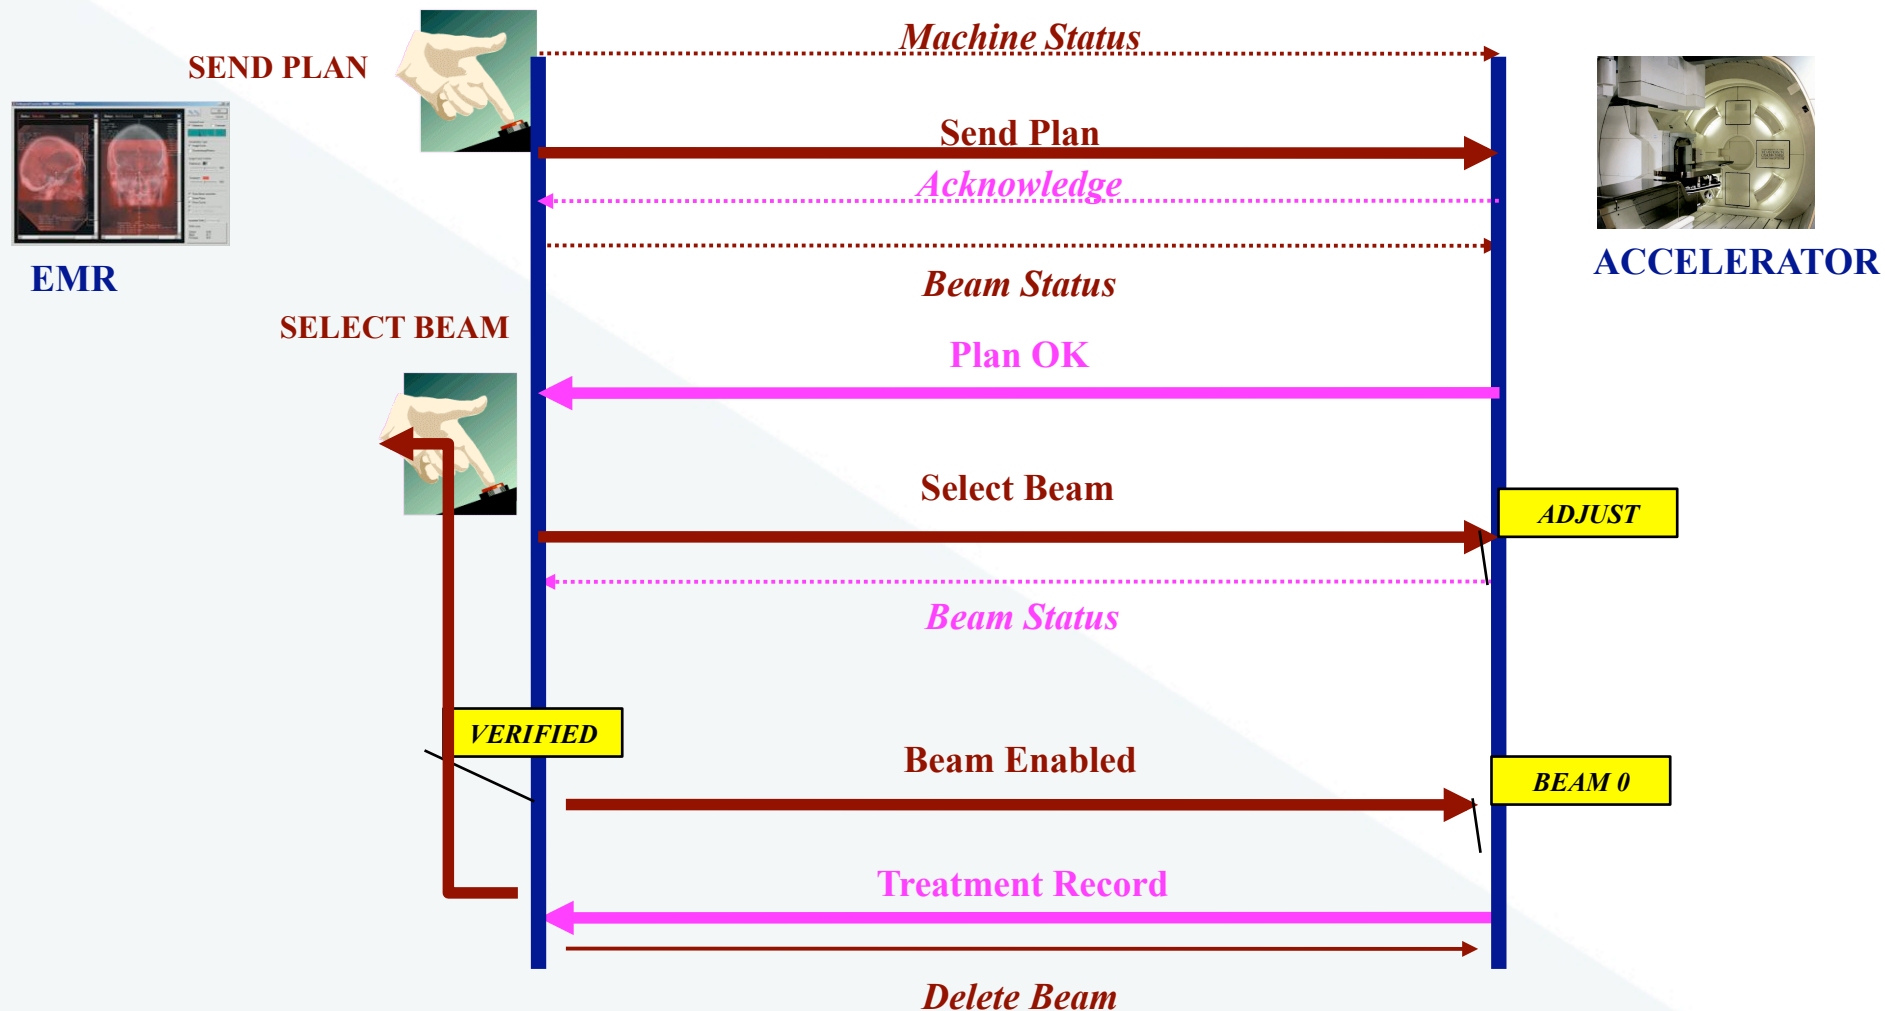 Machine Status
SEND PLAN
Send Plan
Acknowledge
EMR
ACCELERATOR
Beam Status
SELECT BEAM
Plan OK
Select Beam
ADJUST
Beam Status
VERIFIED
Beam Enabled
BEAM 0
Treatment Record
Delete Beam